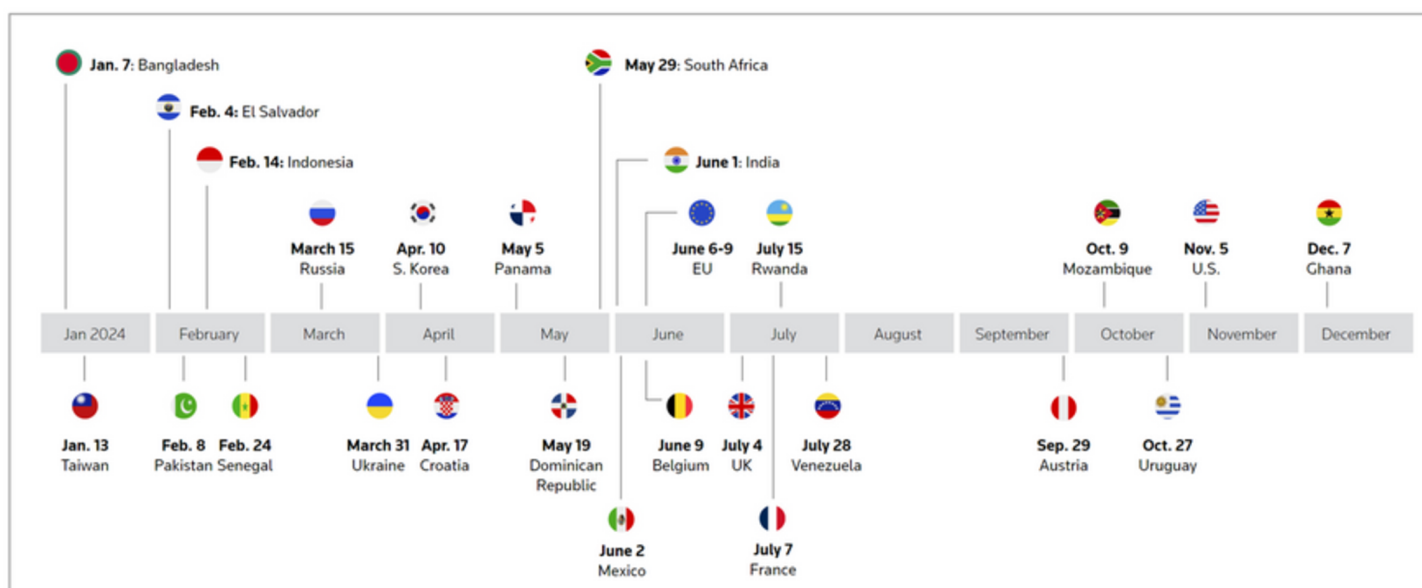 Jan. 7: Bangladesh
May 29: South Africa
Feb. 4: El Salvador
Feb. 14: Indonesia
June 1: India
March 15
Russia
Apr. 10
S. Korea
May 5
Panama
June 6-9
EU
July 15
Rwanda
Oct. 9
Mozambique
Nov. 5
U.S.
Dec. 7
Ghana
Jan 2024
February
March
April
May
June
July
August
September
October
November
December
Jan. 13
Taiwan
Feb. 8
Pakistan
Feb. 24
Senegal
March 31
Ukraine
Apr. 17
Croatia
May 19
Dominican
Republic
June 9
Belgium
July 4
UK
July 28
Venezuela
Sep. 29
Austria
Oct. 27
Uruguay
June 2
Mexico
July 7
France